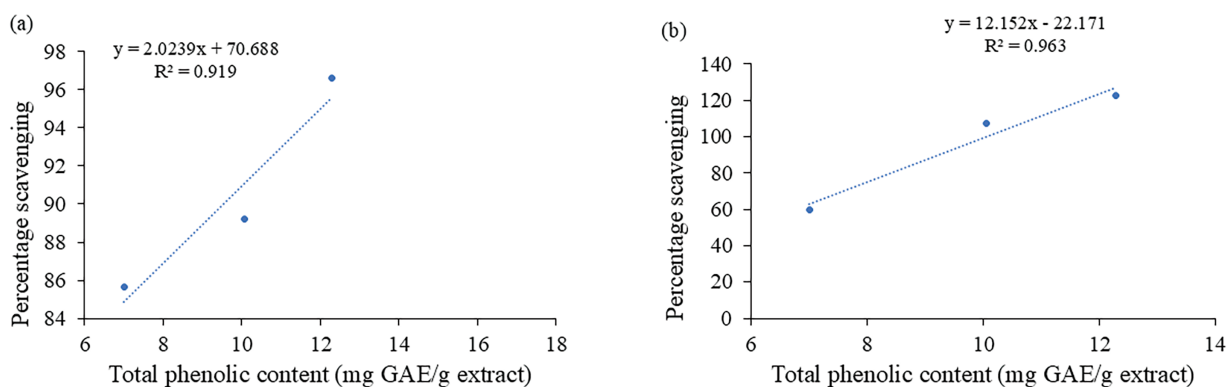 (a)
y = 2.0239x + 70.688
R² = 0.919
98
96
94
92
90
88
86
84
Percentage scavenging
6 8 10 12 14 16 18
Total phenolic content (mg GAE/g extract)
(b)
y = 12.152x - 22.171
R² = 0.963
140
120
100
80
60
40
20
0
Percentage scavenging
6 8 10 12 14
Total phenolic content (mg GAE/g extract)